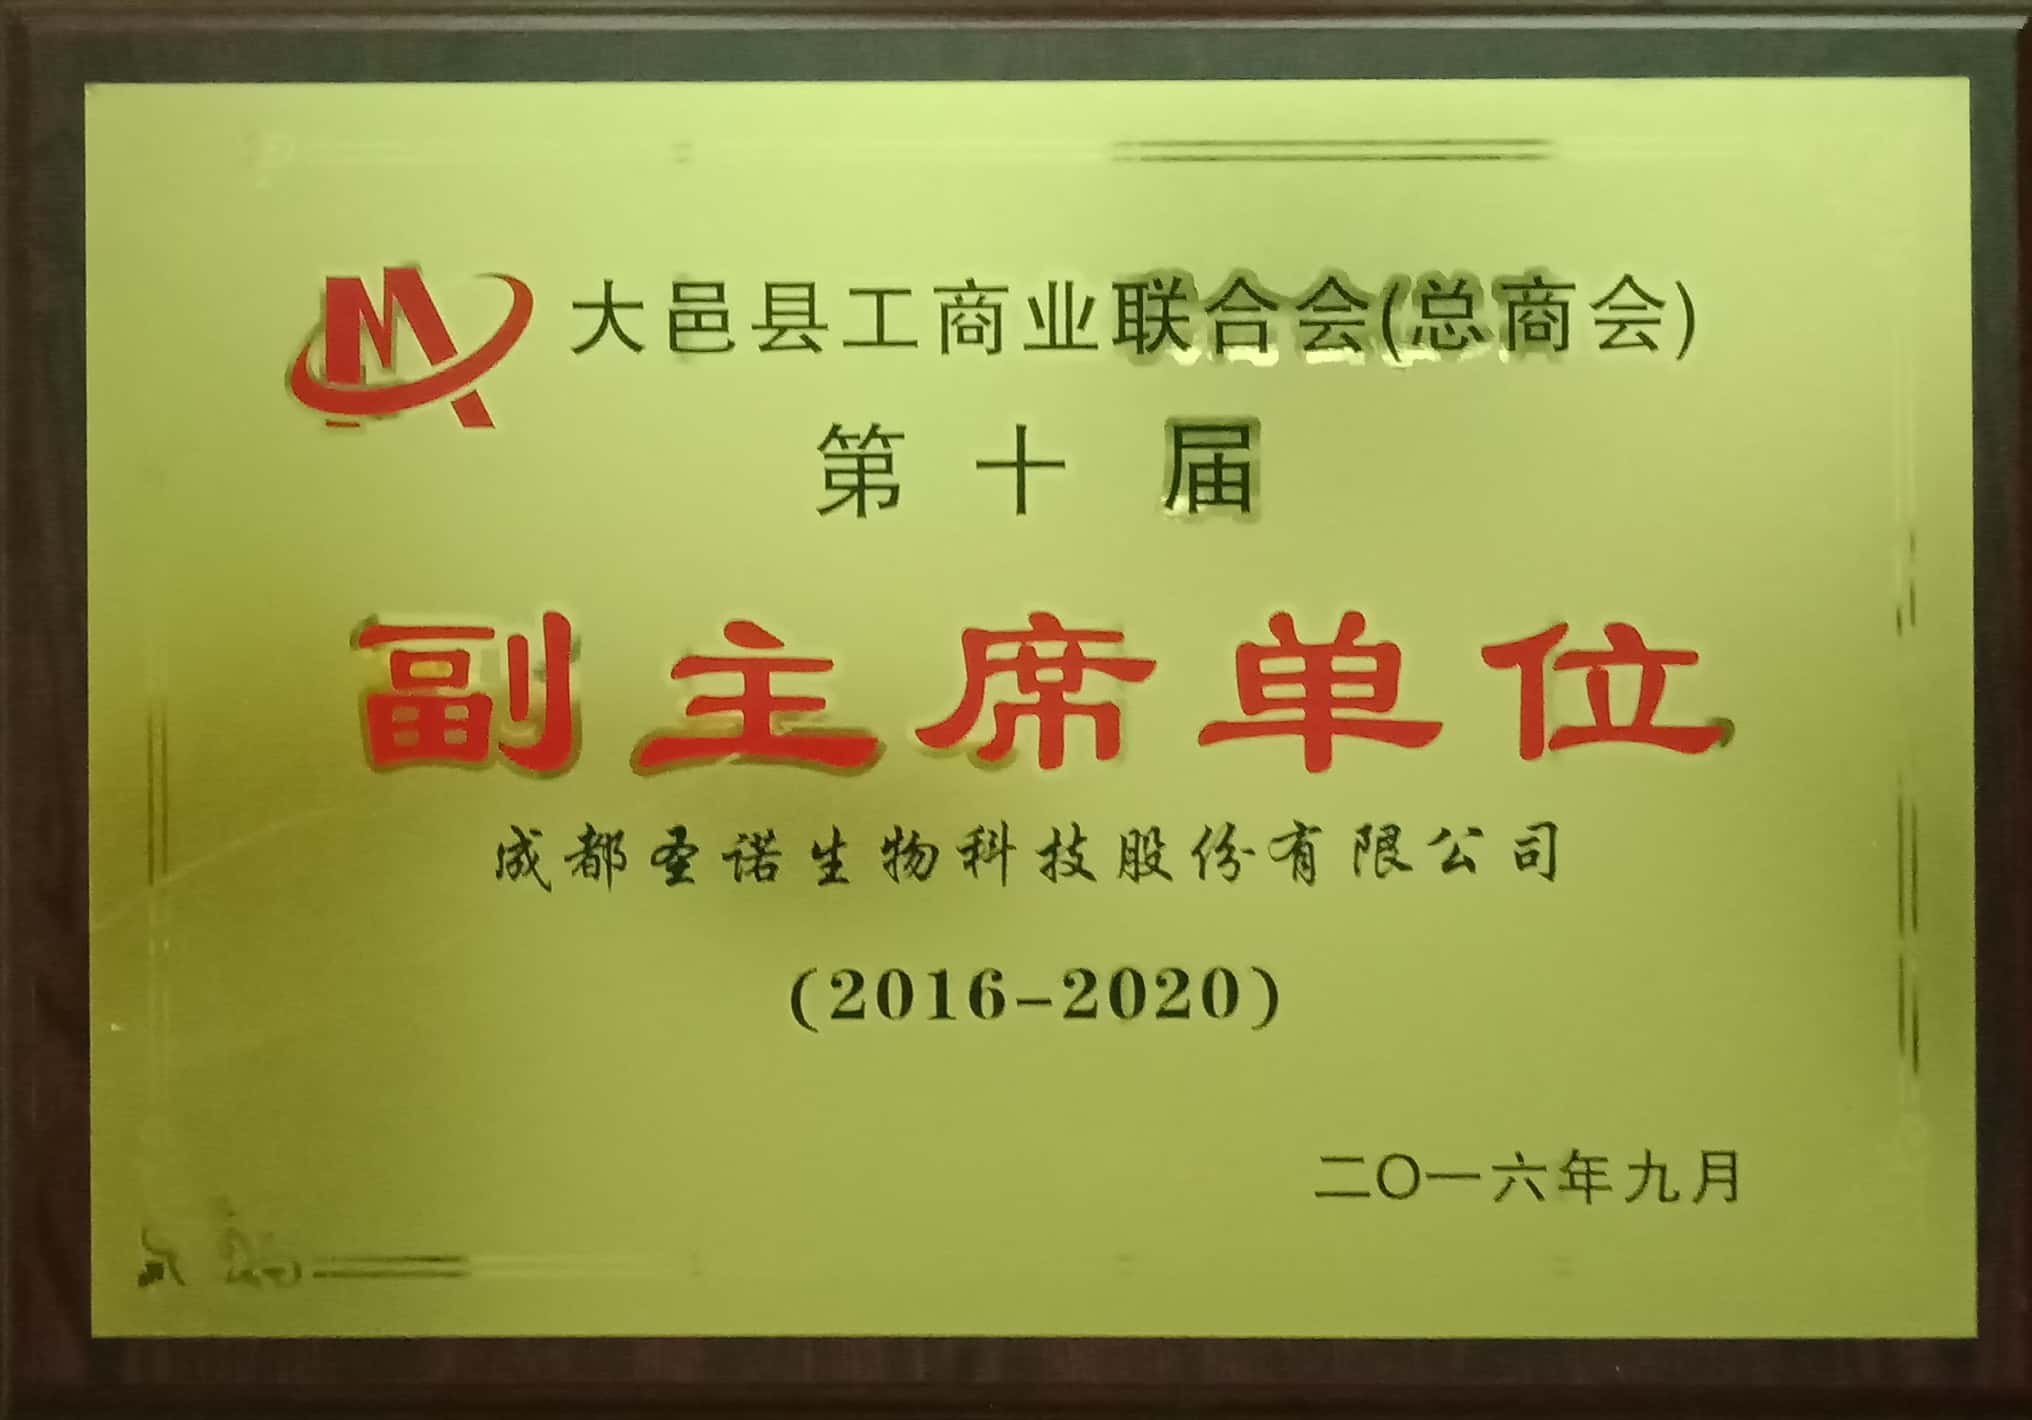 大邑县工商业联合会(总商会)
第十届
副主席单位
成都圣诺生物科技股份有限公司
(2016-2020)
二〇一六年九月